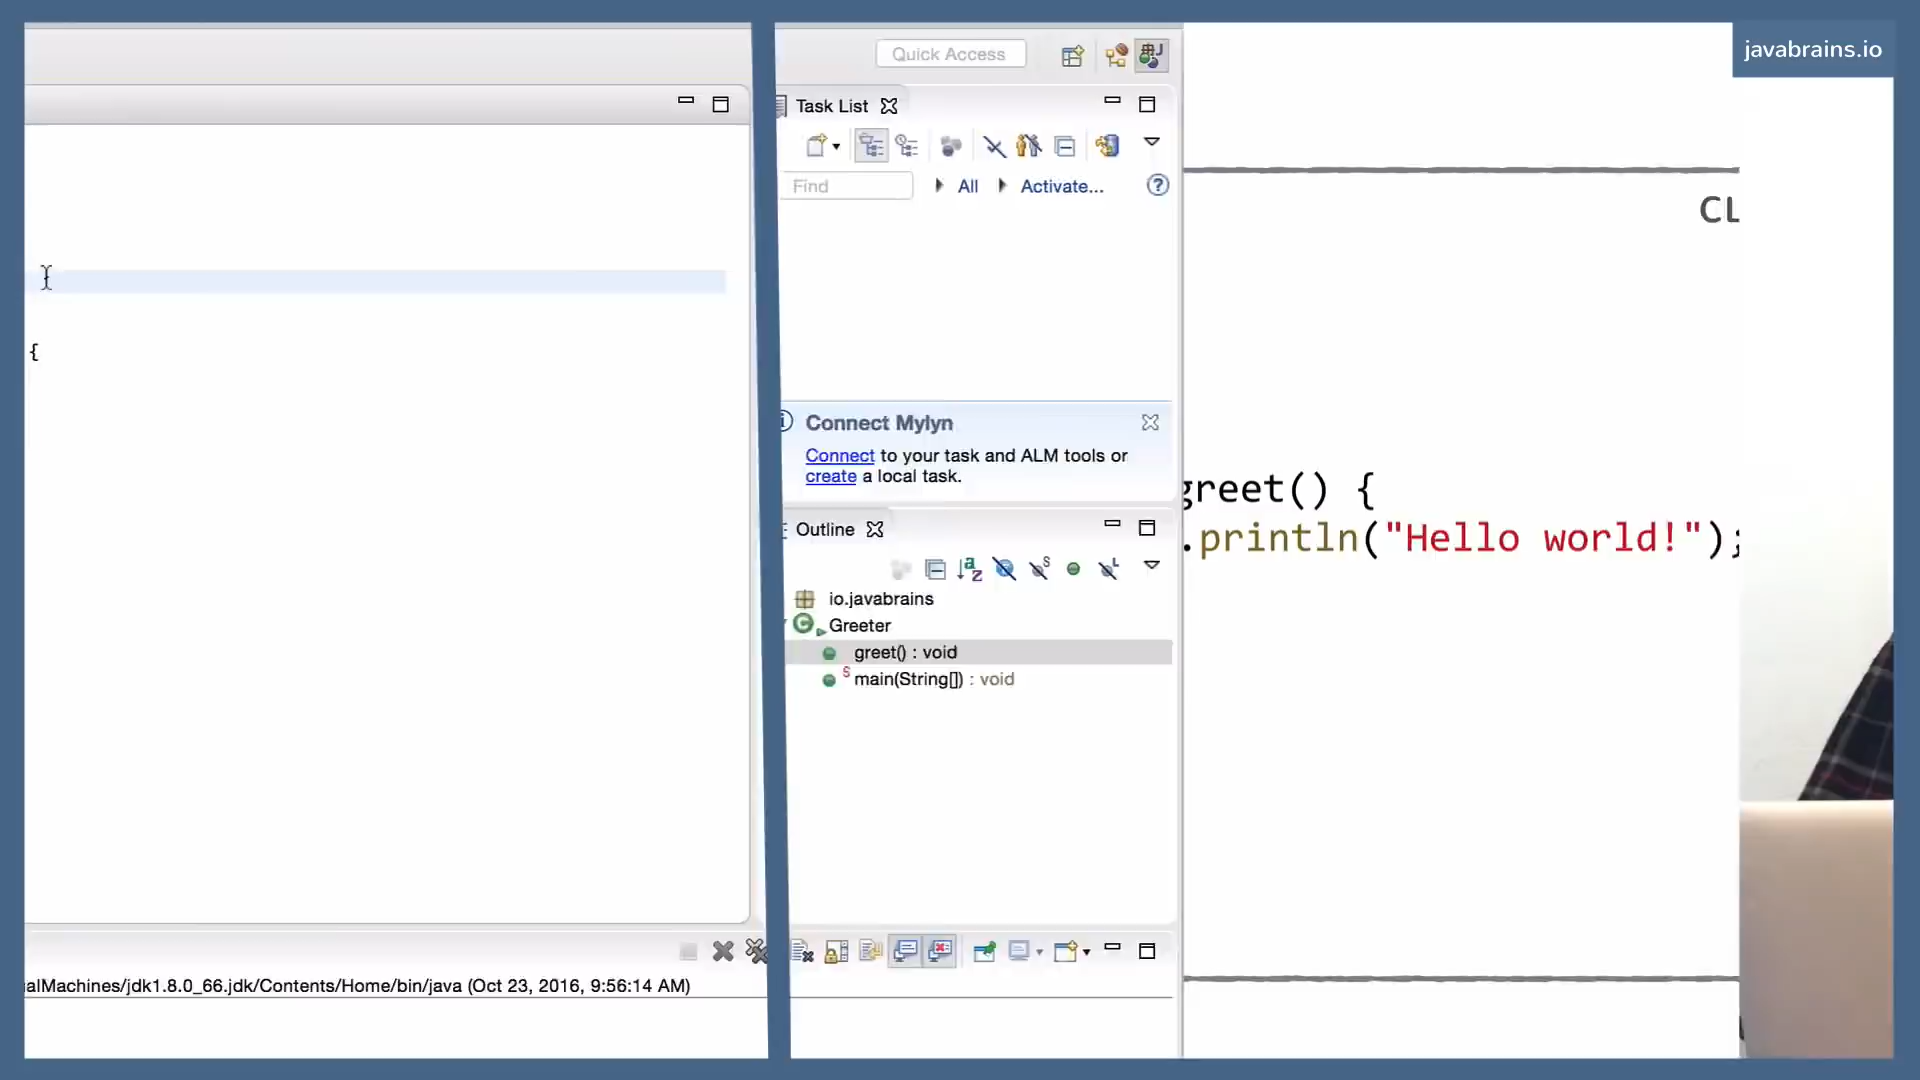 javabrains.io
Quick Access
Task List
Find
All
Activate...
CL
{
Connect Mylyn
Connect to your task and ALM tools or
create a local task.
greet() {
.println("Hello world!");
Outline
io.javabrains
Greeter
greet() : void
main(String[]) : void
alMachines/jdk1.8.0_66.jdk/Contents/Home/bin/java (Oct 23, 2016, 9:56:14 AM)